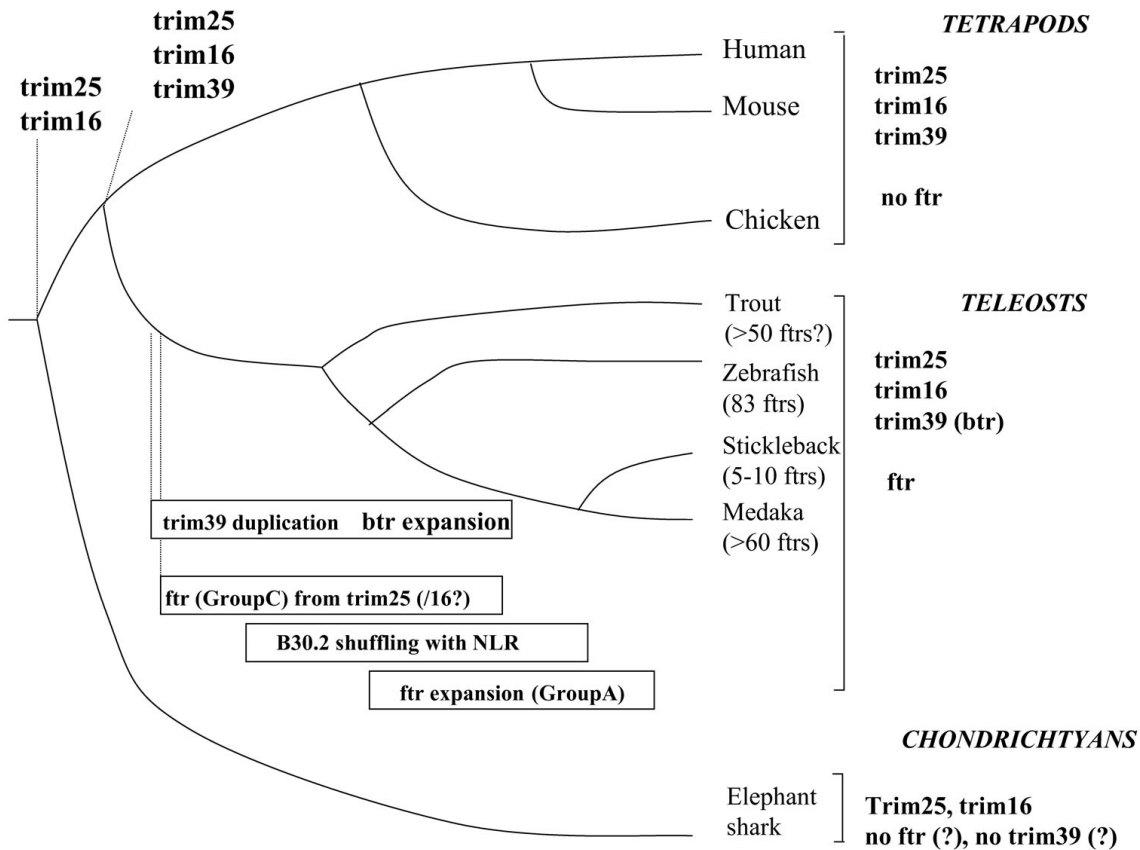 trim25
trim16
trim25
trim16
trim39
Human
Mouse
Chicken
TETRAPODS
trim25
trim16
trim39
no ftr
Trout
(>50 ftrs?)
Zebrafish
(83 ftrs)
Stickleback
(5-10 ftrs)
Medaka
(>60 ftrs)
TELEOSTS
trim25
trim16
trim39 (btr)
ftr
trim39 duplication btr expansion
ftr (GroupC) from trim25 (/16?)
B30.2 shuffling with NLR
ftr expansion (GroupA)
CHONDRICHTYANS
Elephant
shark
Trim25, trim16
no ftr (?), no trim39 (?)